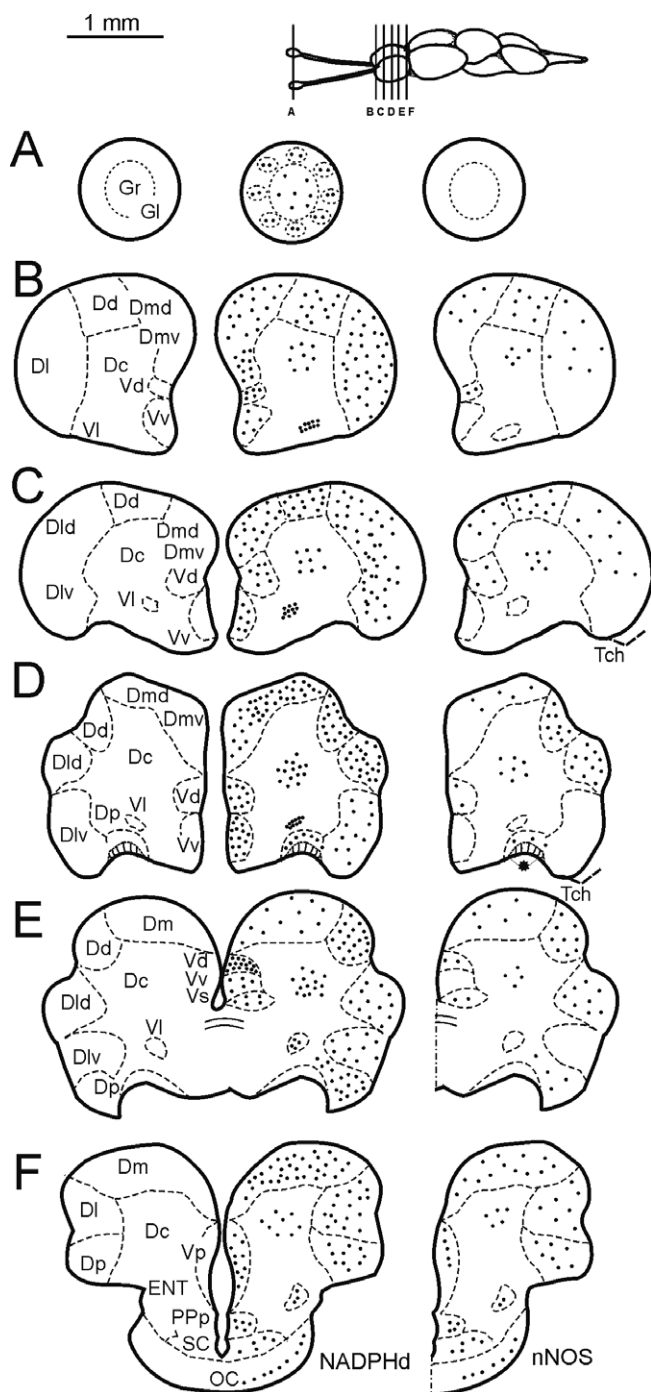 1 mm
A B C D E F
A
Gr
Gl
B
Dd
Dmd
Dmv
Dl
Dc
Vd
Vl
Vv
C
Dd
Dld
Dmd
Dc
Dmv
Dlv
Vd
Vl
Vv
Tch
D
Dmd
Dmv
Dd
Dld
Dc
Dp
Vl
Vd
Dlv
Vv
Tch
E
Dm
Dd
Vd
Dc
Vv
Dld
Vs
Vl
Dlv
Dp
F
Dm
Dl
Dc
Vp
Dp
ENT
PPp
SC
OC
NADPHd
nNOS